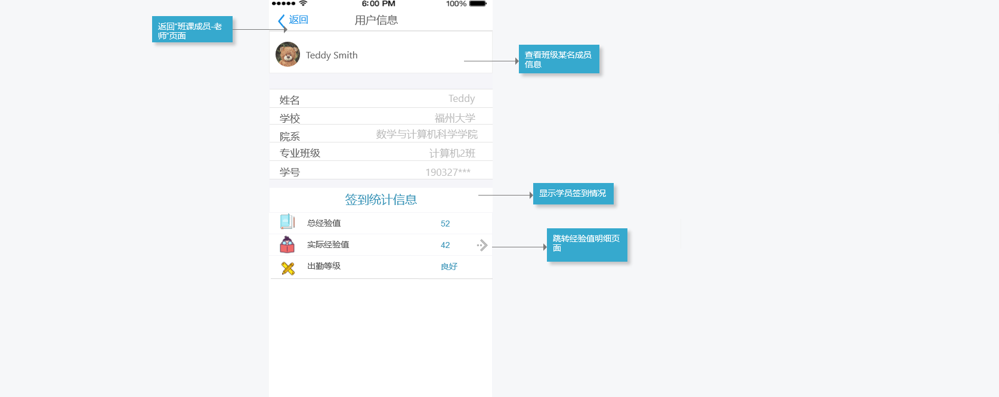 6:00 PM
100%
返回
用户信息
返回“班课成员-老
师”页面
Teddy Smith
查看班级某名成员
信息
姓名
Teddy
学校
福州大学
院系
数学与计算机科学学院
专业班级
计算机2班
学号
190327***
签到统计信息
显示学员签到情况
总经验值
52
实际经验值
42
跳转经验值明细页
面
出勤等级
良好